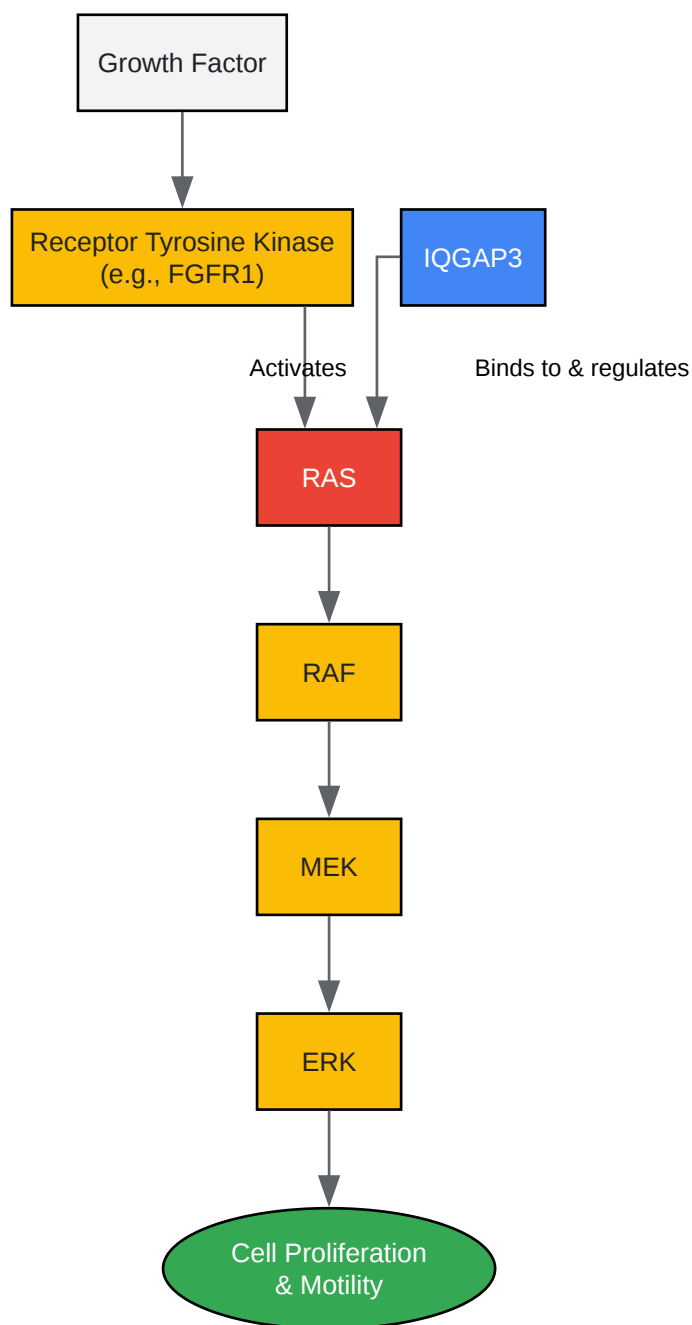 Growth Factor
Receptor Tyrosine Kinase
(e.g., FGFR1)
IQGAP3
Activates
Binds to & regulates
RAS
RAF
MEK
ERK
Cell Proliferation
& Motility